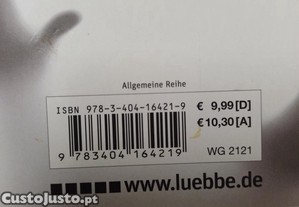 Allgemeine Reihe
ISBN 978-3-404-16421-9
€ 9,99 [D]
€ 10,30 [A]
9 783404 164219
WG 2121
www.luebbe.de
Custojusto.pt